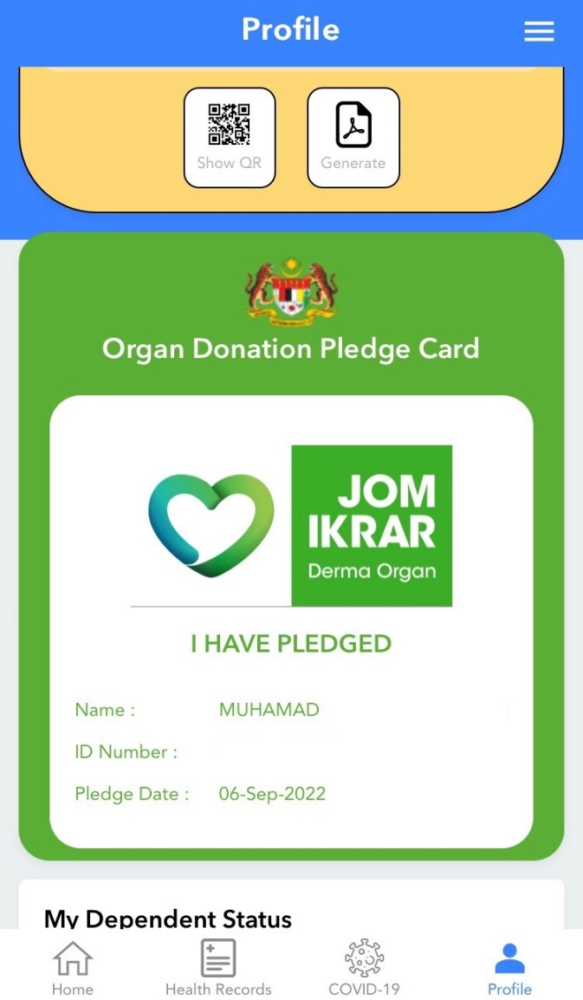 Profile
Show QR
Generate
Organ Donation Pledge Card
JOM
IKRAR
Derma Organ
I HAVE PLEDGED
Name : MUHAMAD
ID Number :
Pledge Date : 06-Sep-2022
My Dependent Status
Home
Health Records
COVID-19
Profile